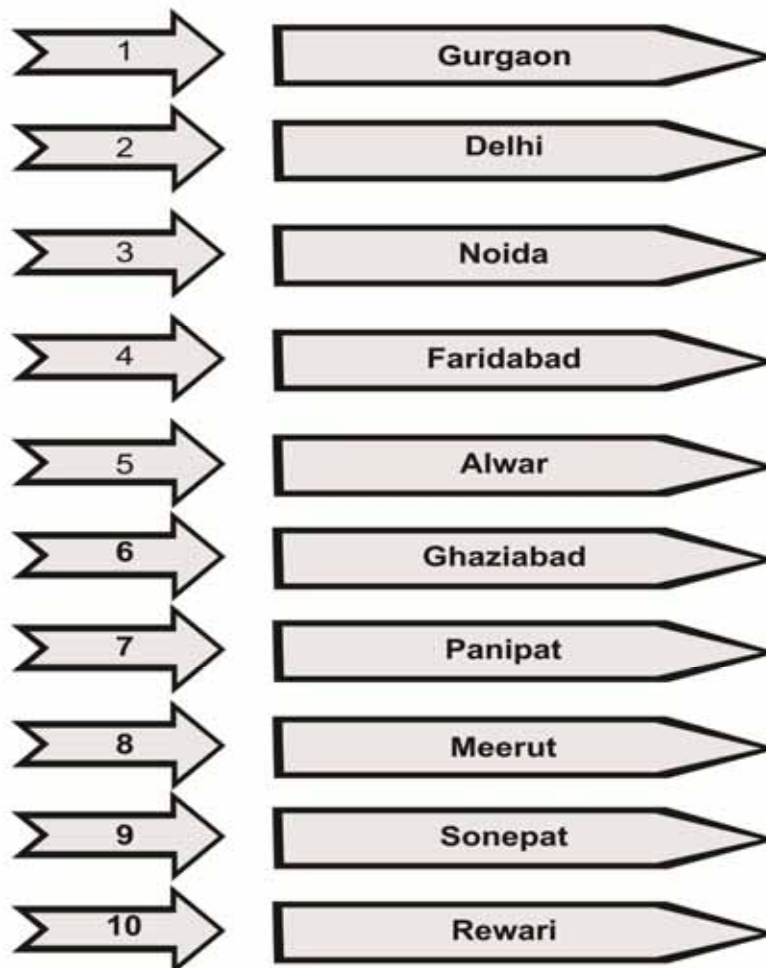 1 Gurgaon
2 Delhi
3 Noida
4 Faridabad
5 Alwar
6 Ghaziabad
7 Panipat
8 Meerut
9 Sonepat
10 Rewari